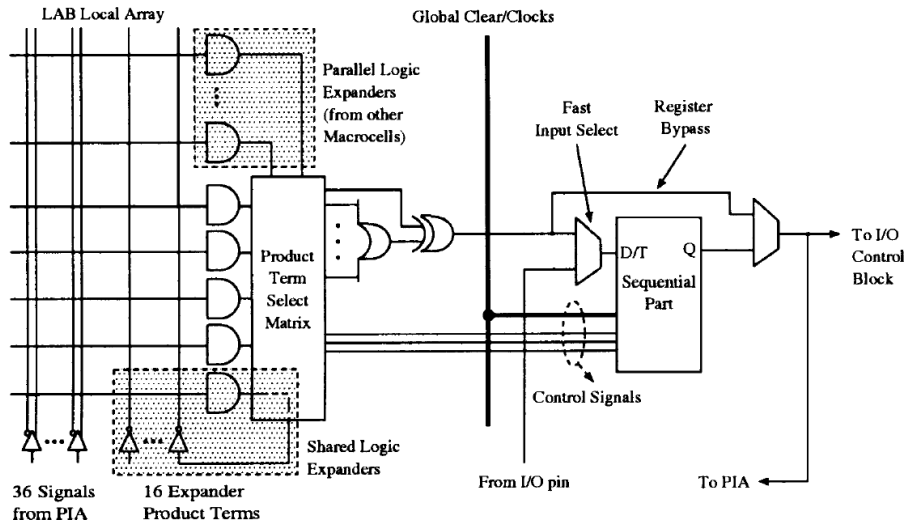 LAB Local Array
Global Clear/Clocks
Parallel Logic
Expanders
(from other
Macrocells)
Fast
Input Select
Register
Bypass
Product
Term
Select
Matrix
D/T
Q
Sequential
Part
To I/O
Control
Block
Control Signals
Shared Logic
Expanders
From I/O pin
To PIA
36 Signals
from PIA
16 Expander
Product Terms